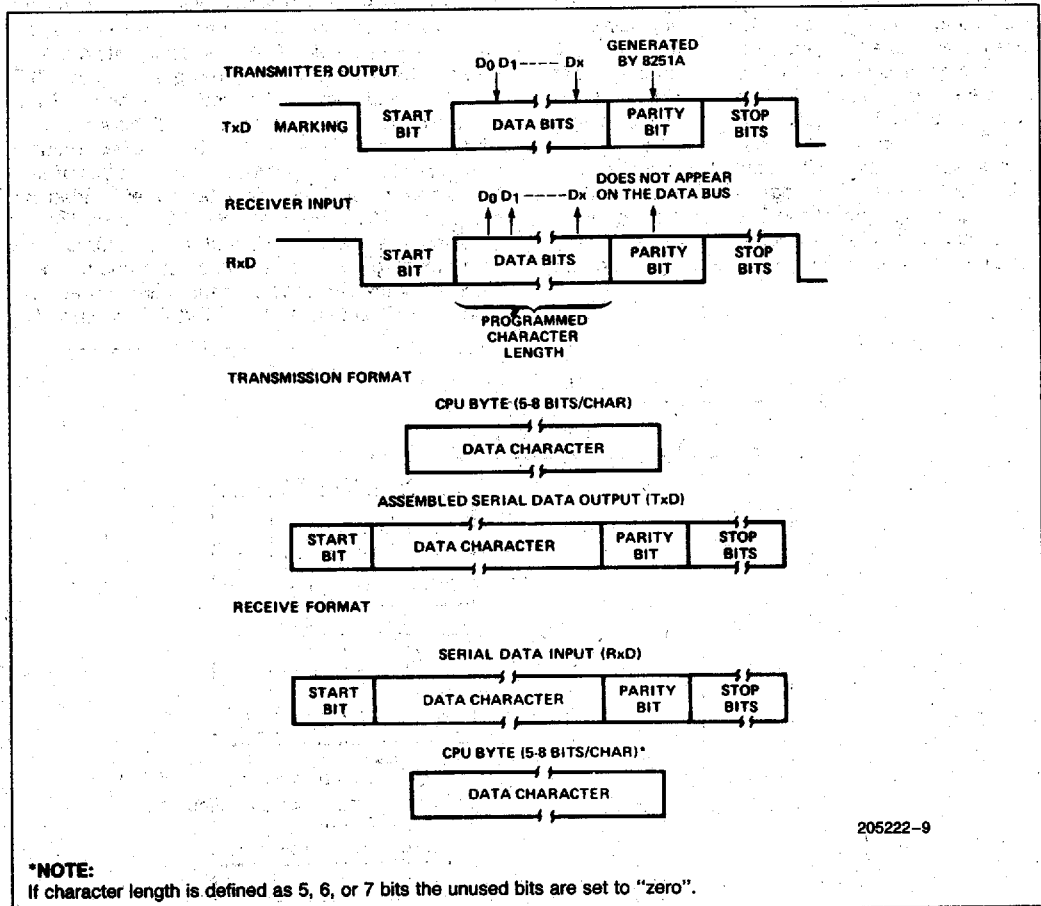 TRANSMITTER OUTPUT
D0 D1 ---- Dx
GENERATED
BY 8251A
TxD MARKING
START
BIT
DATA BITS
PARITY
BIT
STOP
BITS
RECEIVER INPUT
D0 D1 ----- Dx
DOES NOT APPEAR
ON THE DATA BUS
RxD
START
BIT
DATA BITS
PARITY
BIT
STOP
BITS
PROGRAMMED
CHARACTER
LENGTH
TRANSMISSION FORMAT
CPU BYTE (5-8 BITS/CHAR)
DATA CHARACTER
ASSEMBLED SERIAL DATA OUTPUT (TxD)
START
BIT
DATA CHARACTER
PARITY
BIT
STOP
BITS
RECEIVE FORMAT
SERIAL DATA INPUT (RxD)
START
BIT
DATA CHARACTER
PARITY
BIT
STOP
BITS
CPU BYTE (5-8 BITS/CHAR)*
DATA CHARACTER
205222–9
*NOTE:
If character length is defined as 5, 6, or 7 bits the unused bits are set to "zero".